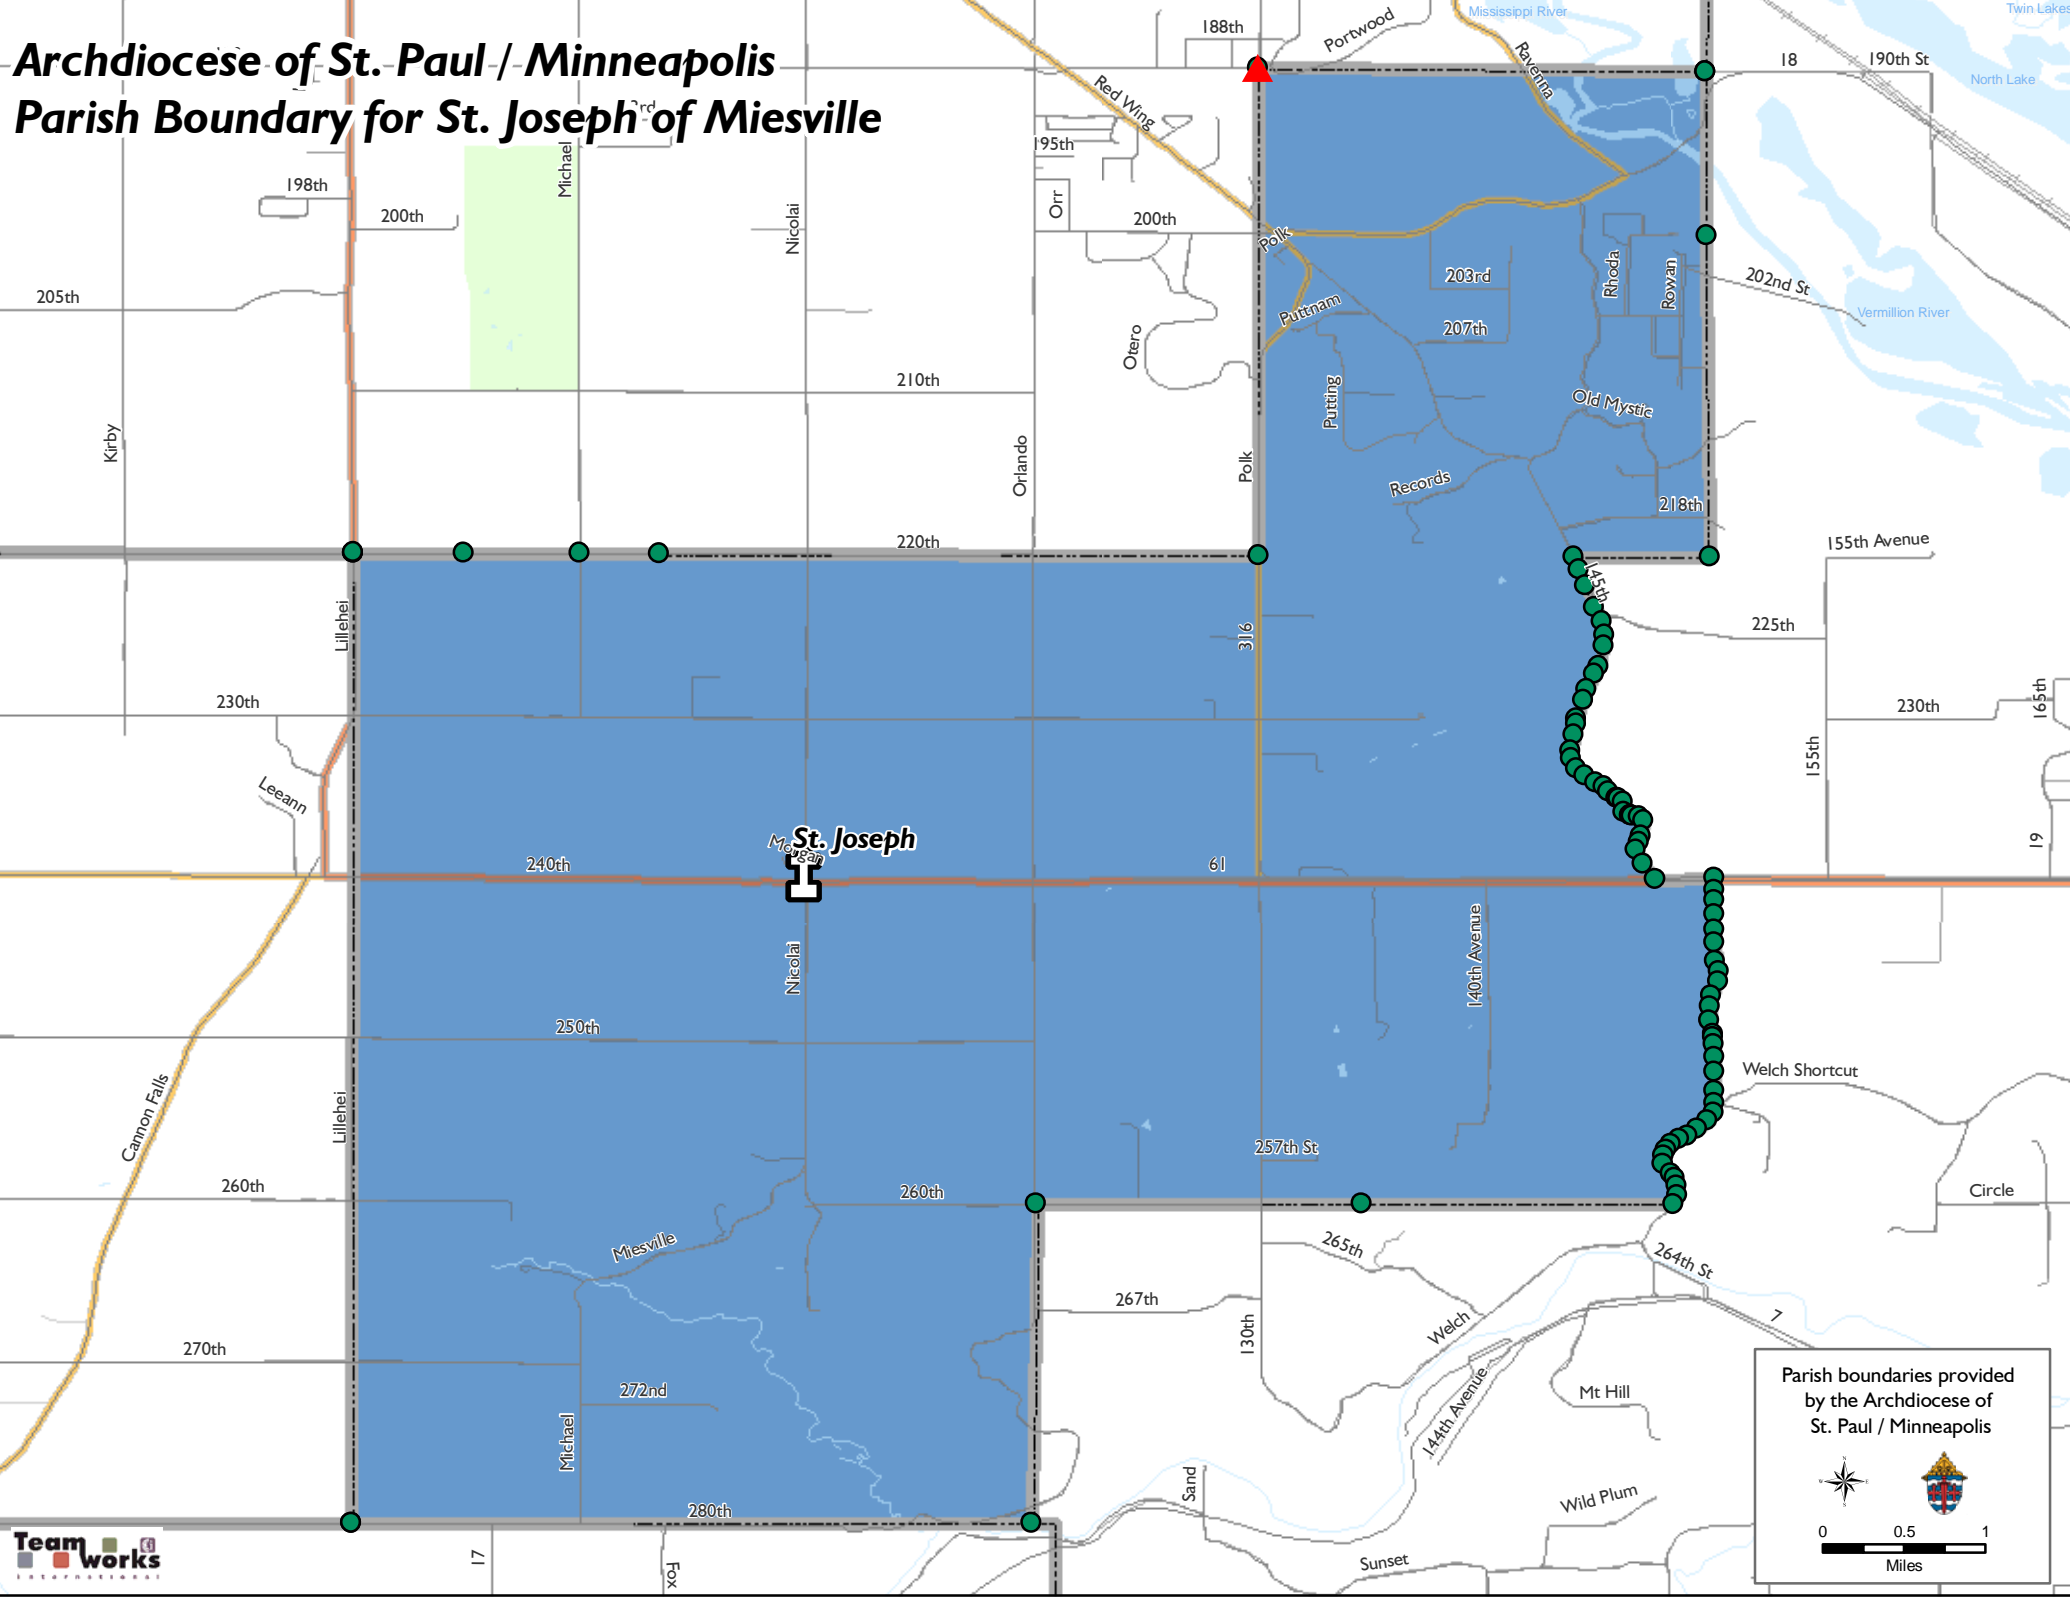 Archdiocese of St. Paul / Minneapolis
Parish Boundary for St. Joseph of Miesville
188th
Portwood
Mississippi River
Twin Lakes
Ravenna
18
190th St
North Lake
Red Wing
195th
Michael
198th
200th
Nicolai
Orr
200th
Polk
203rd
Rhoda
Rowan
202nd St
Vermillion River
205th
Puttnam
207th
Otero
210th
Putting
Old Mystic
Kirby
Orlando
Polk
Records
218th
220th
155th Avenue
145th
Lillehei
316
225th
230th
165th
230th
155th
Leeann
St. Joseph
Morgan
240th
61
19
Nicolai
140th Avenue
250th
Welch Shortcut
Cannon Falls
Lillehei
257th St
260th
260th
Circle
Miesville
265th
264th St
267th
130th
Welch
7
270th
272nd
Mt Hill
144th Avenue
Michael
Sand
Wild Plum
280th
17
Fox
Sunset
Parish boundaries provided
by the Archdiocese of
St. Paul / Minneapolis
N
0 0.5 1
Miles
Team
works
international